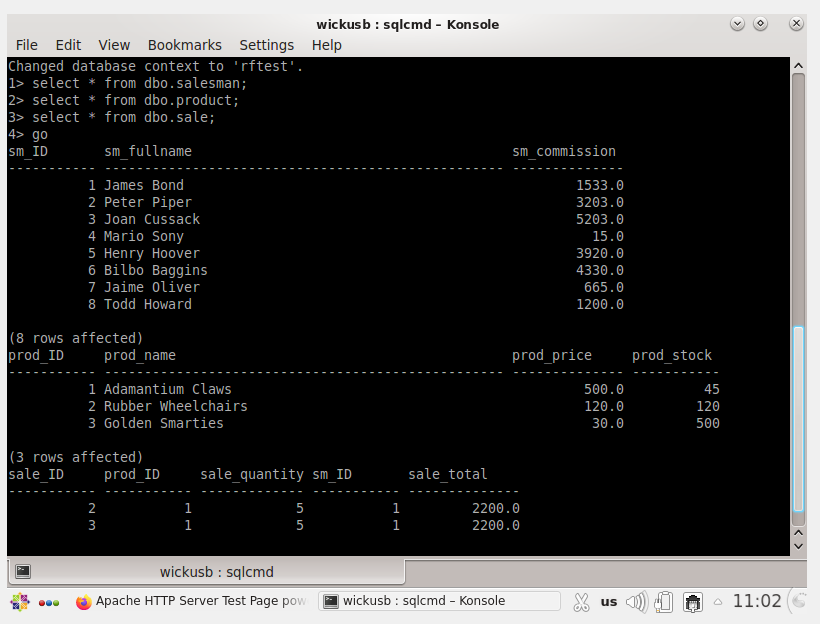 wickusb : sqlcmd – Konsole
File Edit View Bookmarks Settings Help
Changed database context to 'rftest'.
1> select * from dbo.salesman;
2> select * from dbo.product;
3> select * from dbo.sale;
4> go
sm_ID       sm_fullname                                        sm_commission
----------- -------------------------------------------------- --------------
          1 James Bond                                                 1533.0
          2 Peter Piper                                                3203.0
          3 Joan Cussack                                               5203.0
          4 Mario Sony                                                   15.0
          5 Henry Hoover                                               3920.0
          6 Bilbo Baggins                                              4330.0
          7 Jaime Oliver                                                665.0
          8 Todd Howard                                                1200.0
(8 rows affected)
prod_ID     prod_name                                          prod_price     prod_stock
----------- -------------------------------------------------- -------------- -----------
          1 Adamantium Claws                                            500.0          45
          2 Rubber Wheelchairs                                          120.0         120
          3 Golden Smarties                                              30.0         500
(3 rows affected)
sale_ID     prod_ID     sale_quantity sm_ID       sale_total
----------- ----------- ------------- ----------- --------------
          2           1             5           1         2200.0
          3           1             5           1         2200.0
wickusb : sqlcmd
Apache HTTP Server Test Page pow wickusb : sqlcmd – Konsole us 11:02